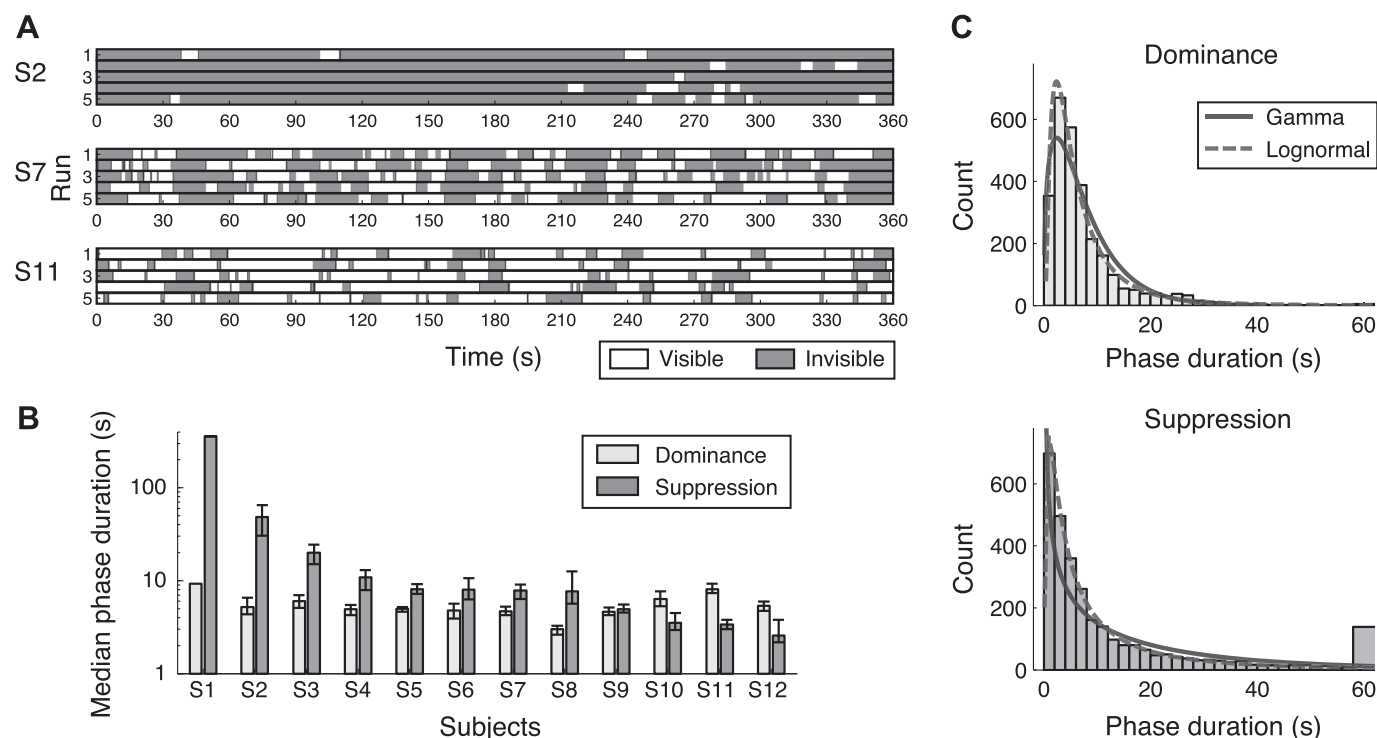 A
S2
1
3
5
0 30 60 90 120 150 180 210 240 270 300 330 360
S7
Run
1
3
5
0 30 60 90 120 150 180 210 240 270 300 330 360
S11
1
3
5
0 30 60 90 120 150 180 210 240 270 300 330 360
Time (s)
Visible
Invisible
B
Median phase duration (s)
100
10
1
Dominance
Suppression
S1 S2 S3 S4 S5 S6 S7 S8 S9 S10 S11 S12
Subjects
C
Dominance
Gamma
Lognormal
Count
600
400
200
0
0 20 40 60
Phase duration (s)
Suppression
Count
600
400
200
0
0 20 40 60
Phase duration (s)